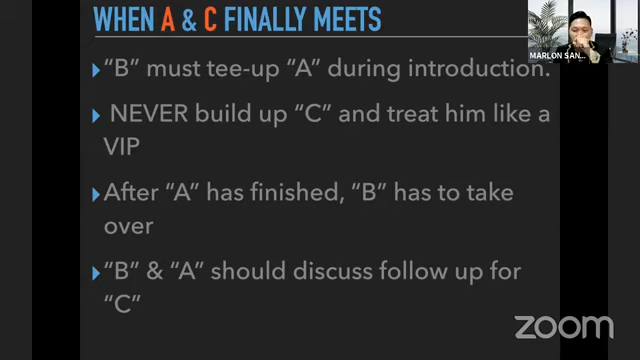 WHEN A & C FINALLY MEETS
“B” must tee-up “A” during introduction.
NEVER build up “C” and treat him like a
VIP
After “A” has finished, “B” has to take
over
“B” & “A” should discuss follow up for
“C”
MARLON SAN...
zoom